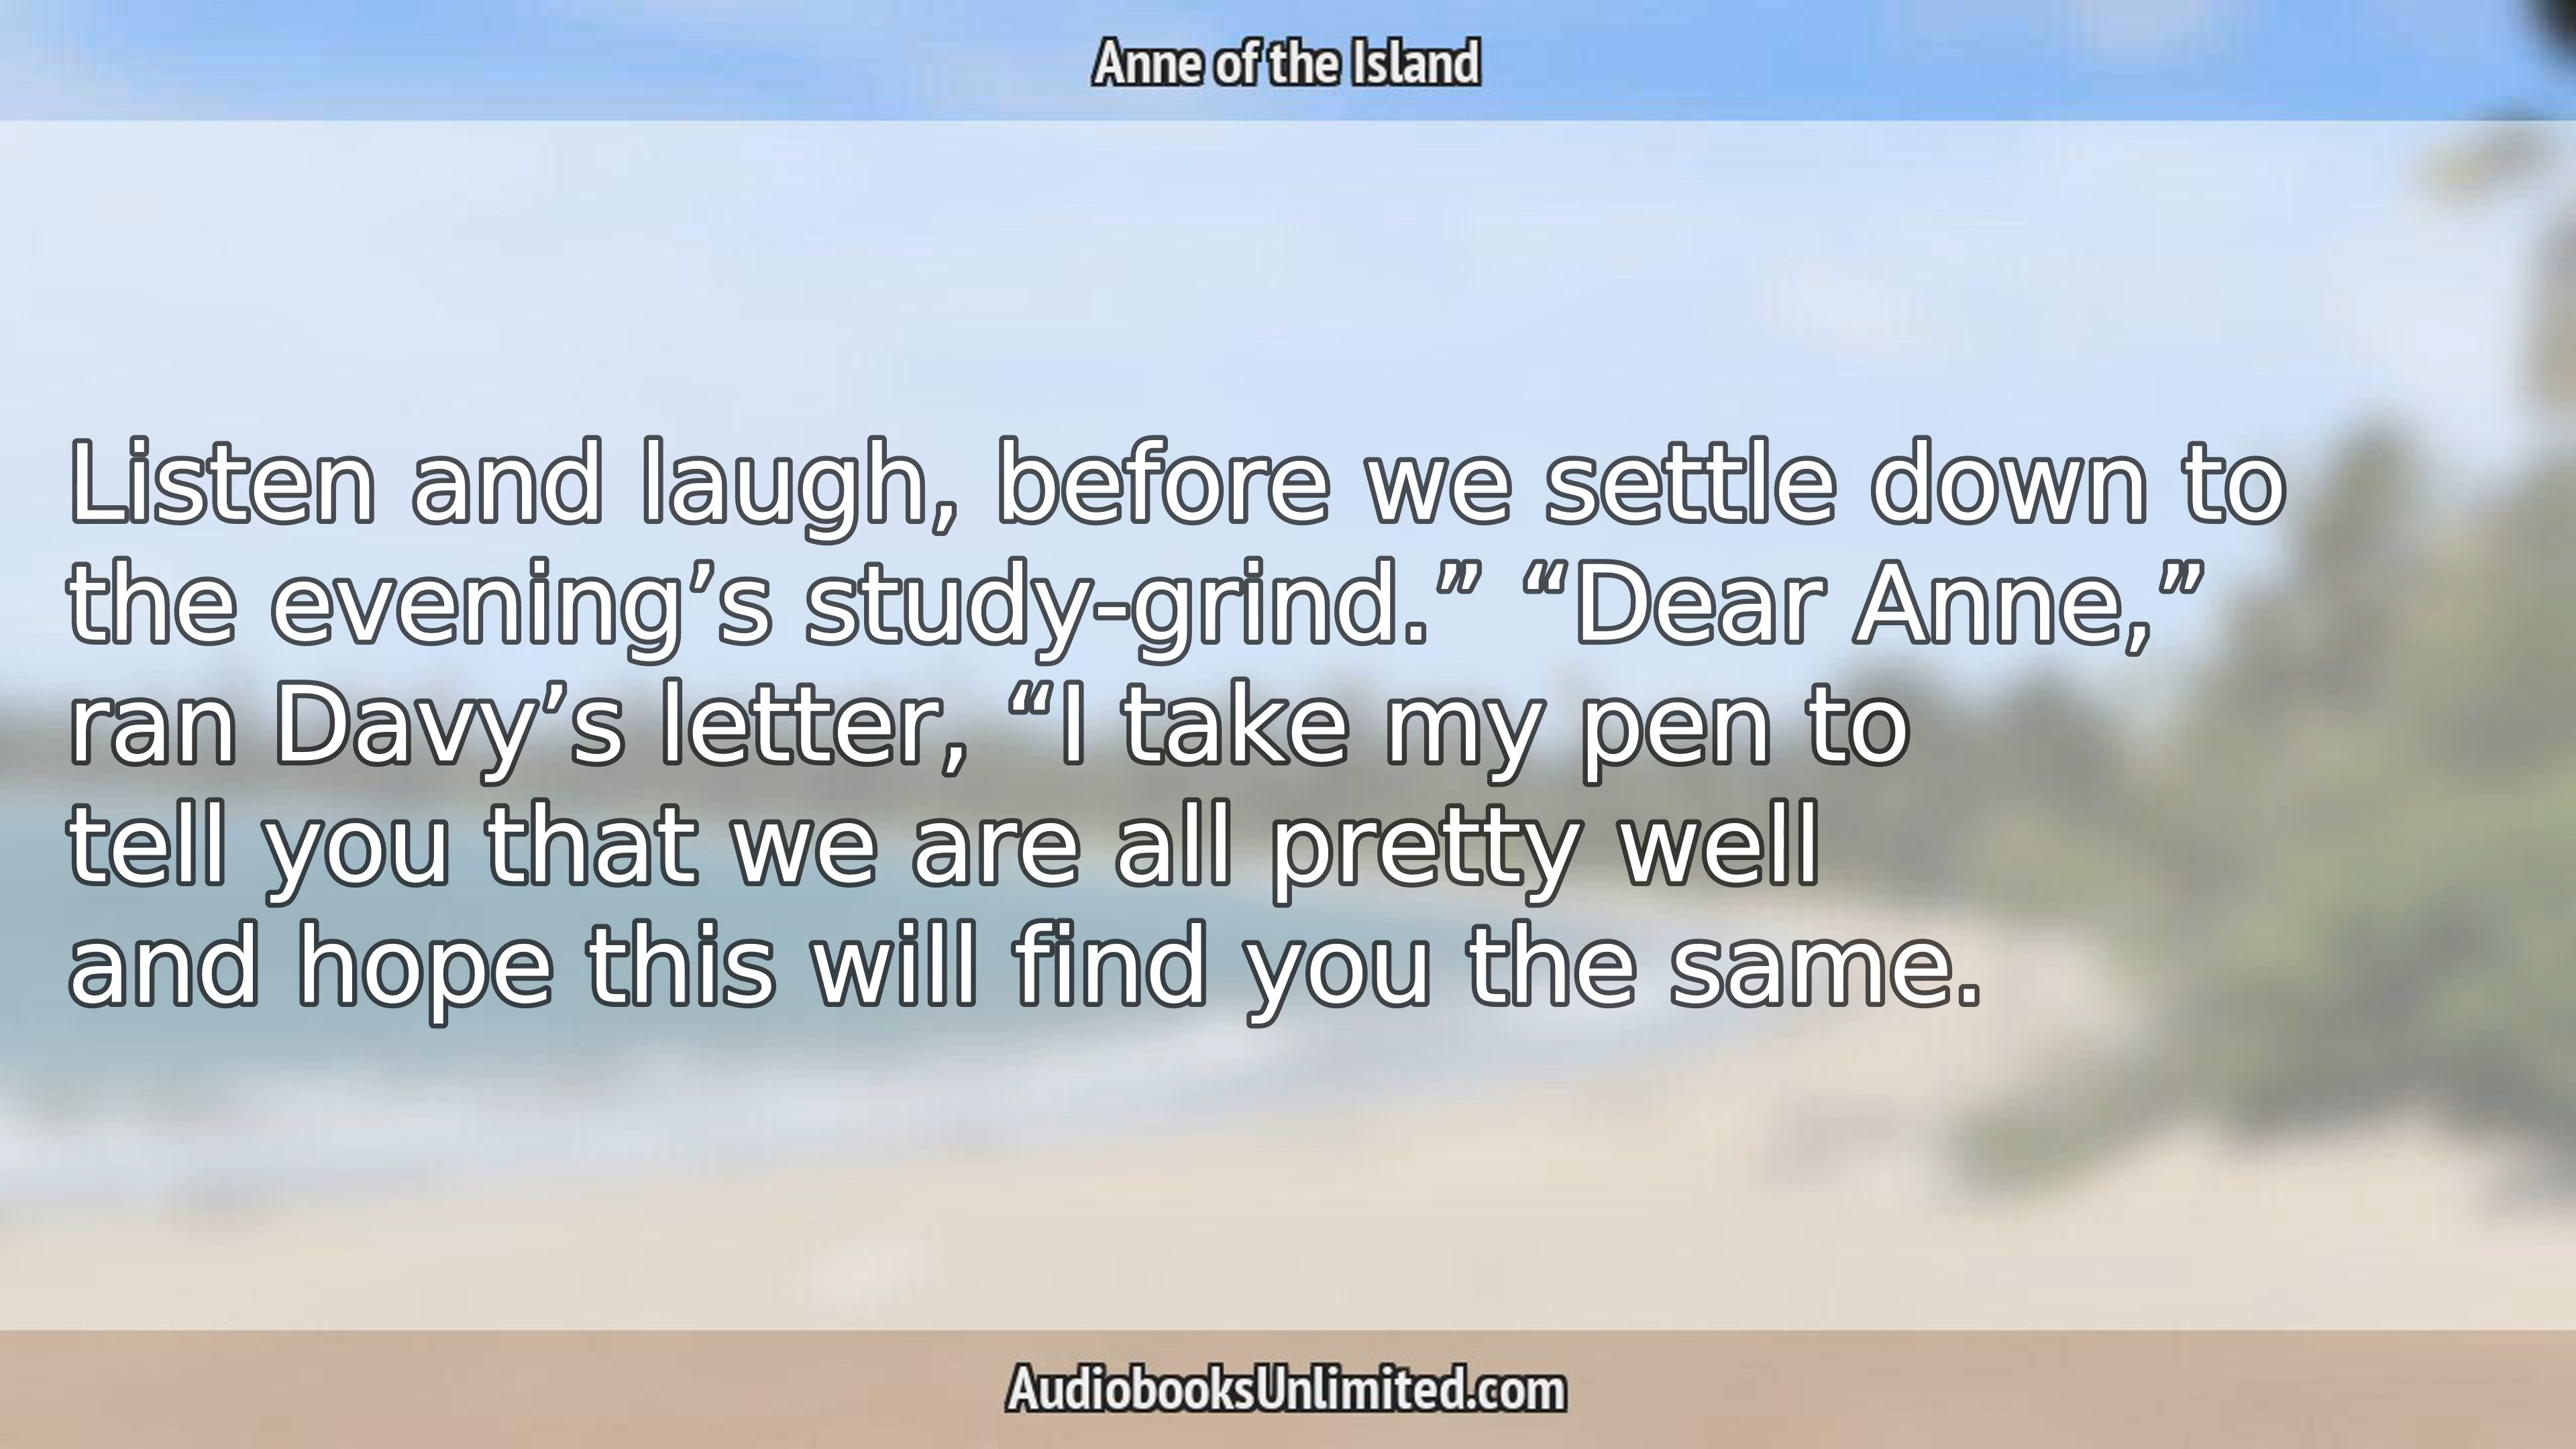 Anne of the Island
Listen and laugh, before we settle down to
the evening’s study-grind.” “Dear Anne,”
ran Davy’s letter, “I take my pen to
tell you that we are all pretty well
and hope this will find you the same.
AudiobooksUnlimited.com